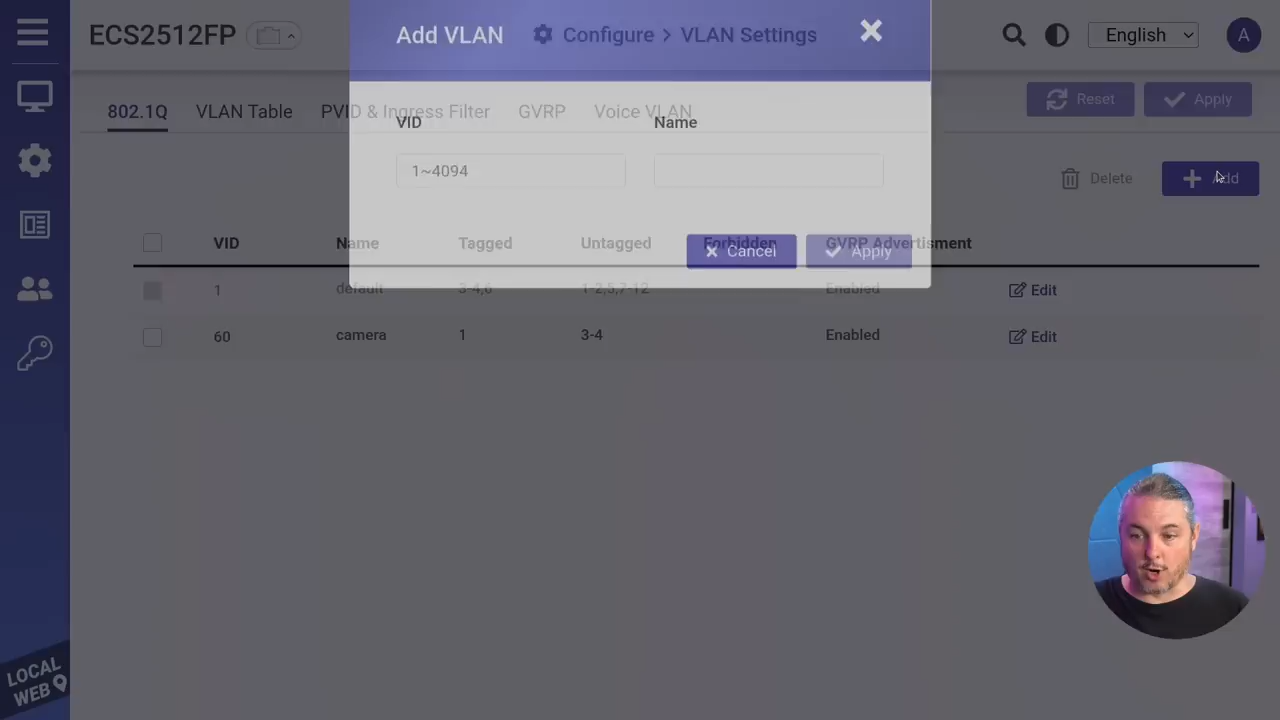 ECS2512FP
Add VLAN
Configure > VLAN Settings
English
A
802.1Q
VLAN Table
PVID & Ingress Filter
GVRP
Voice VLAN
Reset
Apply
VID
Name
1~4094
Delete
Add
Cancel
Apply
VID
Name
Tagged
Untagged
Forbidden
GVRP Advertisment
1
default
3-4,6
1-2,5,7-12
Enabled
Edit
60
camera
1
3-4
Enabled
Edit
LOCAL
WEB